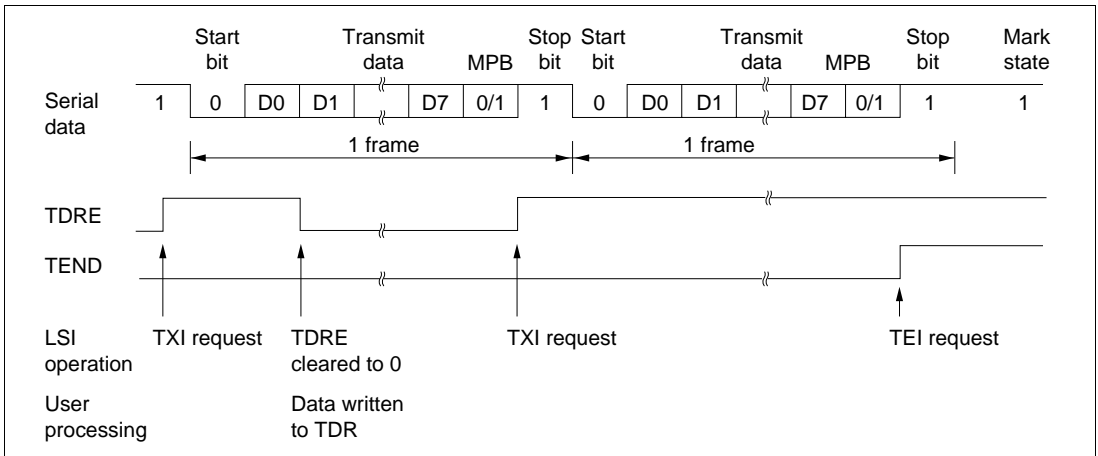 Start Transmit Stop Start Transmit Stop Mark
bit data MPB bit bit data MPB bit state
Serial data 1 0 D0 D1 D7 0/1 1 0 D0 D1 D7 0/1 1 1
1 frame 1 frame
TDRE
TEND
LSI TXI request TDRE TXI request TEI request
operation cleared to 0
User Data written
processing to TDR